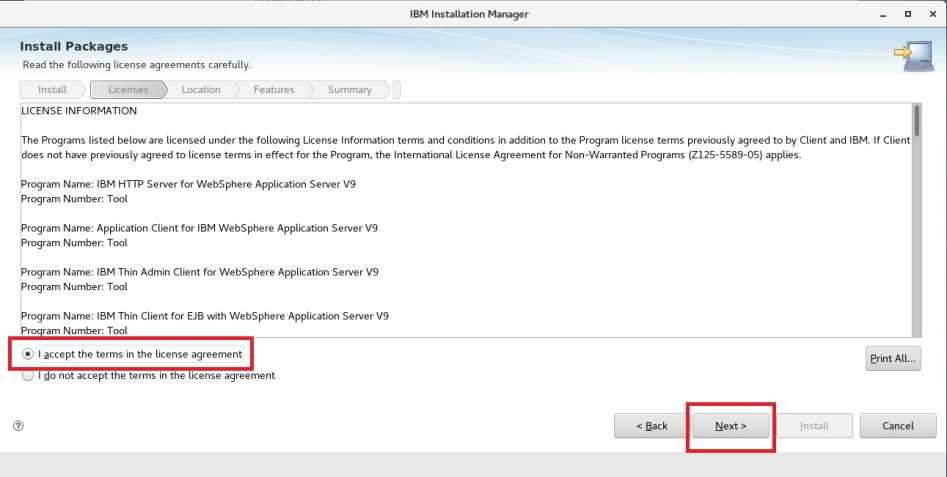 IBM Installation Manager
Install Packages
Read the following license agreements carefully.
Install Licenses Location Features Summary
LICENSE INFORMATION
The Programs listed below are licensed under the following License Information terms and conditions in addition to the Program license terms previously agreed to by Client and IBM. If Client
does not have previously agreed to license terms in effect for the Program, the International License Agreement for Non-Warranted Programs (Z125-5589-05) applies.
Program Name: IBM HTTP Server for WebSphere Application Server V9
Program Number: Tool
Program Name: Application Client for IBM WebSphere Application Server V9
Program Number: Tool
Program Name: IBM Thin Admin Client for WebSphere Application Server V9
Program Number: Tool
Program Name: IBM Thin Client for EJB with WebSphere Application Server V9
Program Number: Tool
I accept the terms in the license agreement
Print All...
I do not accept the terms in the license agreement
? < Back Next > Install Cancel